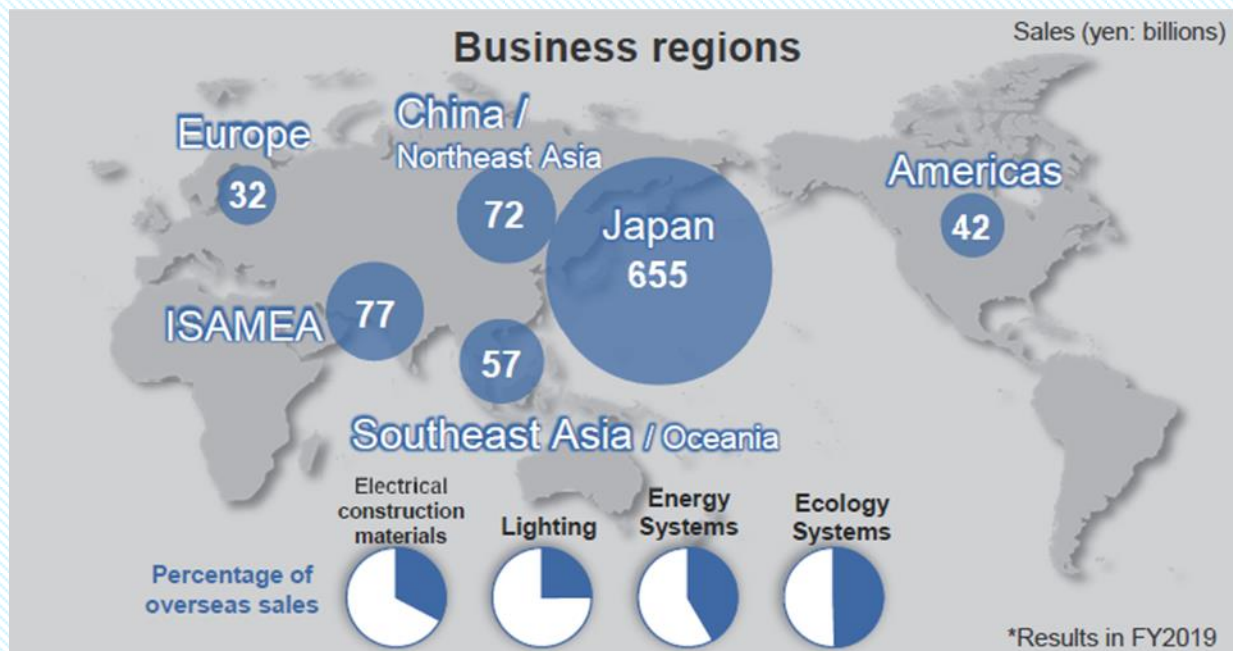 Business regions
Sales (yen: billions)
Europe
32
China /
Northeast Asia
72
Japan
655
Americas
42
ISAMEA
77
57
Southeast Asia / Oceania
Percentage of
overseas sales
Electrical
construction
materials
Lighting
Energy
Systems
Ecology
Systems
*Results in FY2019